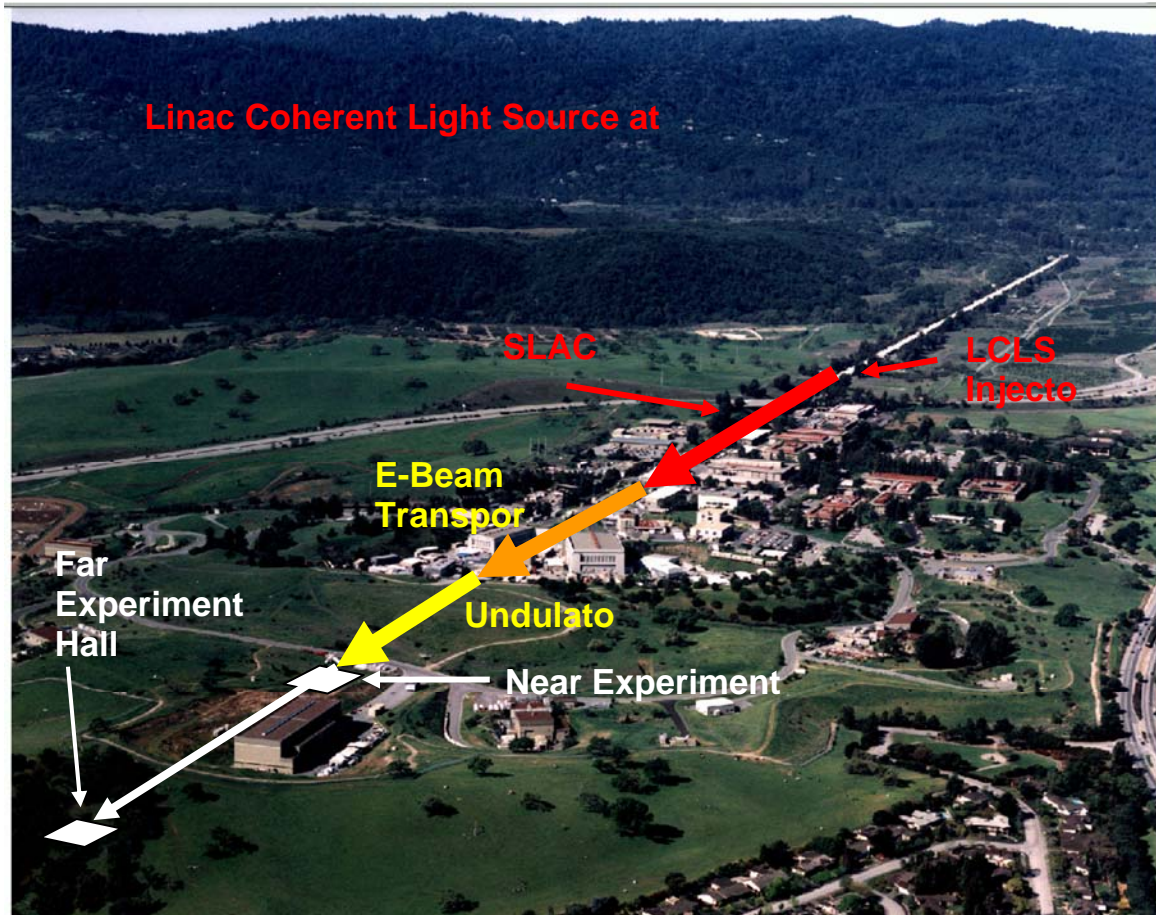 Linac Coherent Light Source at
SLAC
LCLS
Injecto
E-Beam
Transpor
Far
Experiment
Hall
Undulato
Near Experiment